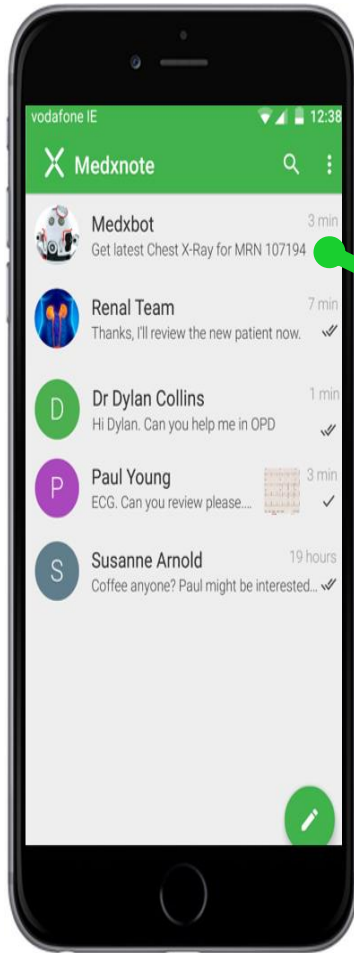 vodafone IE 12:38
Medxnote
Medxbot 3 min
Get latest Chest X-Ray for MRN 107194
Renal Team 7 min
Thanks, I'll review the new patient now.
D Dr Dylan Collins 1 min
Hi Dylan. Can you help me in OPD
P Paul Young 3 min
ECG. Can you review please....
S Susanne Arnold 19 hours
Coffee anyone? Paul might be interested...